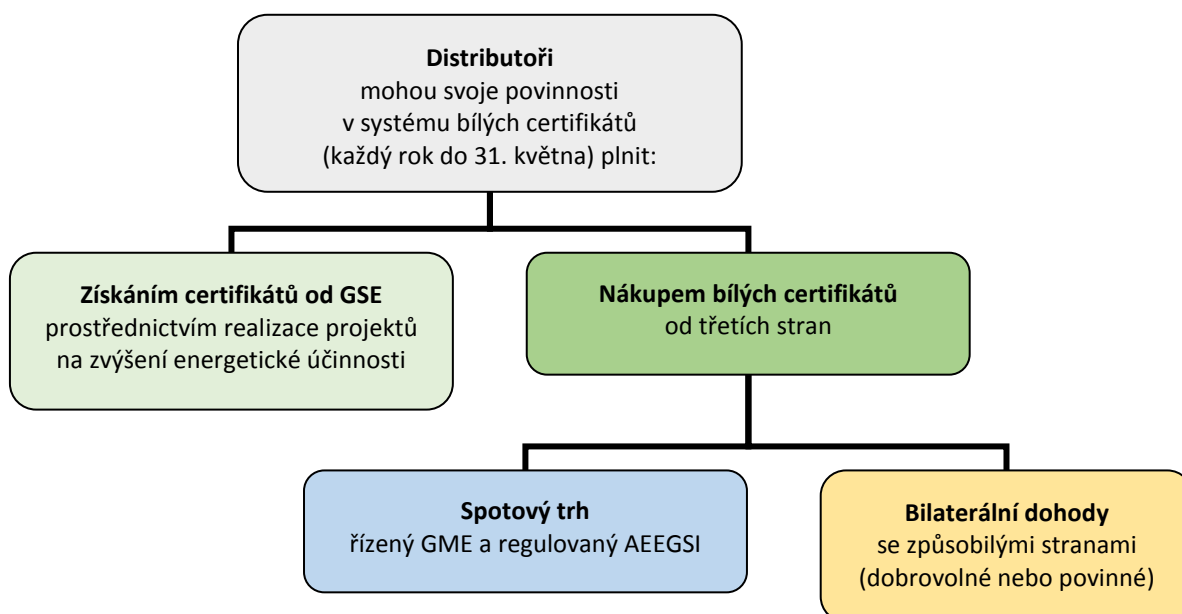 Distributoři
mohou svoje povinnosti
v systému bílých certifikátů
(každý rok do 31. května) plnit:
Získáním certifikátů od GSE
prostřednictvím realizace projektů
na zvýšení energetické účinnosti
Nákupem bílých certifikátů
od třetích stran
Spotový trh
řízený GME a regulovaný AEEGSI
Bilaterální dohody
se způsobilými stranami
(dobrovolné nebo povinné)